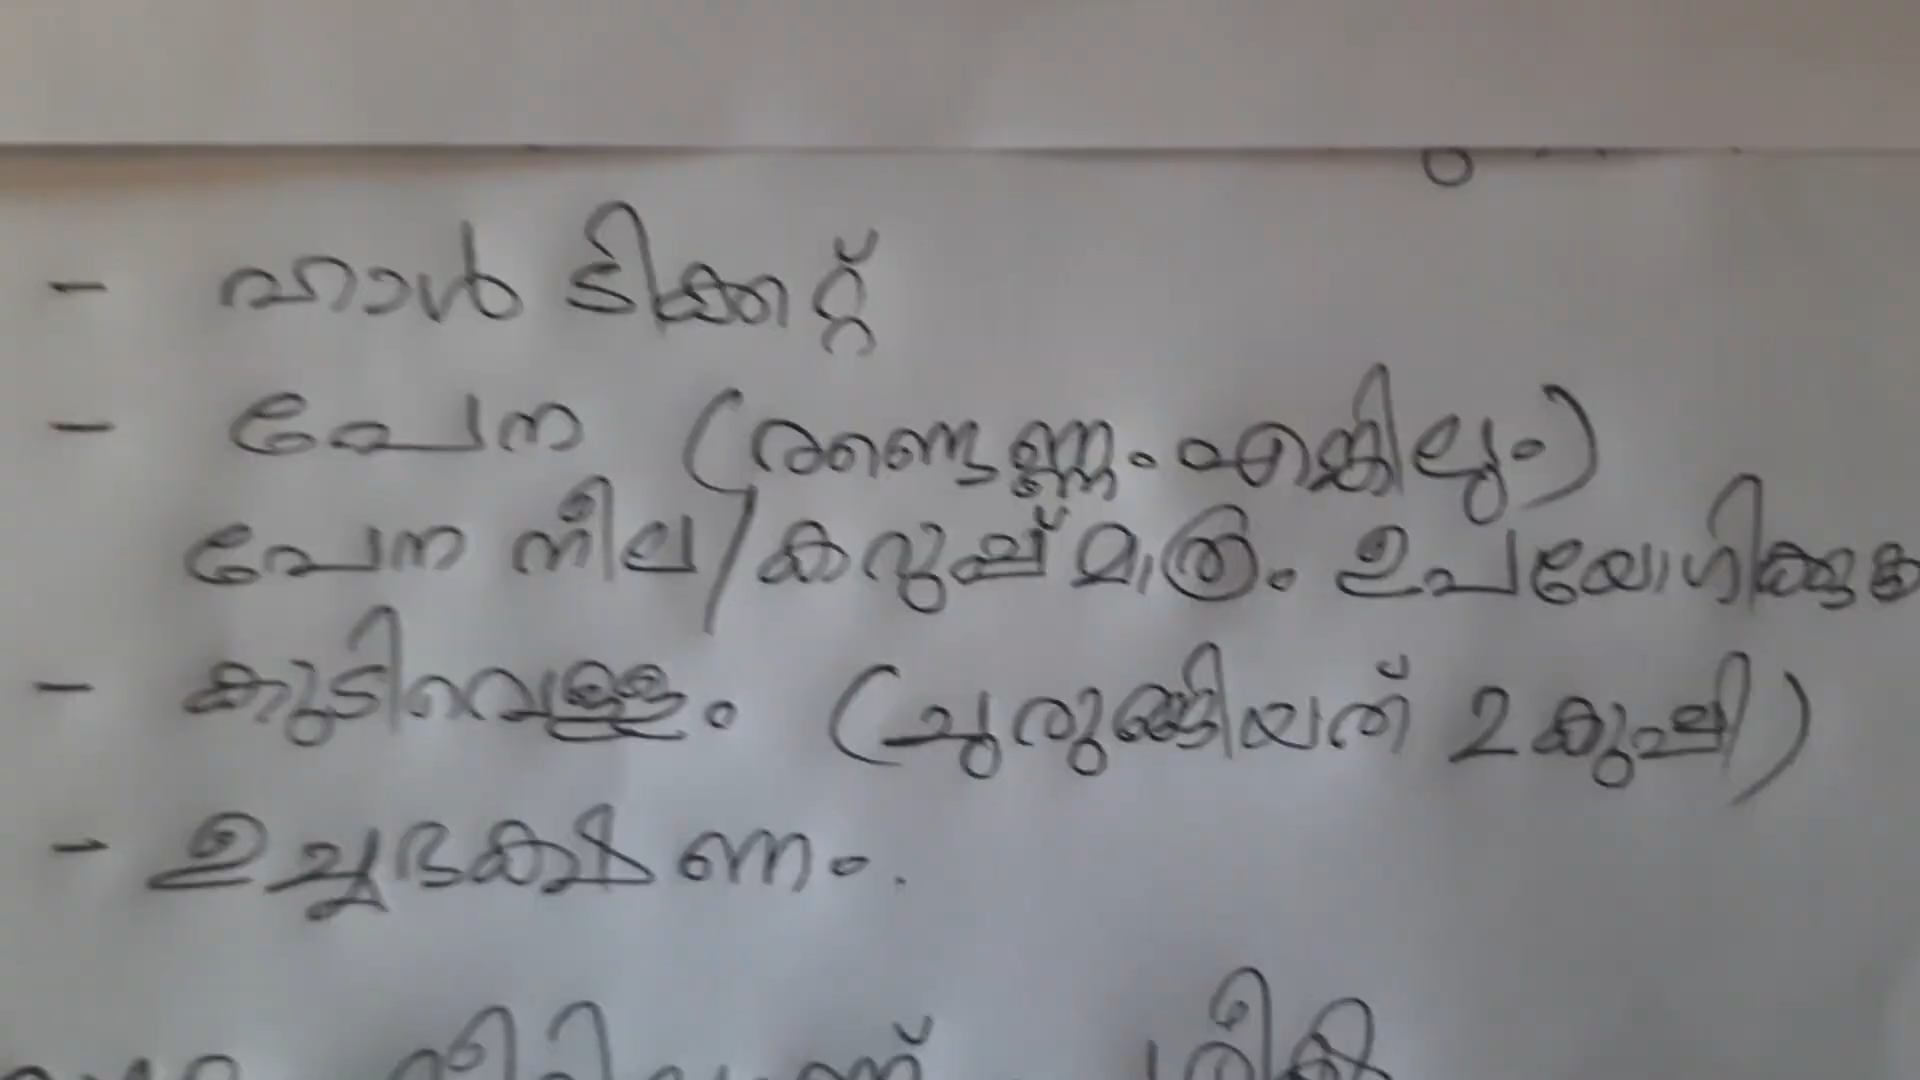 - ഹാൾ ടിക്കറ്റ്
- പേന (രണ്ടെണ്ണം എങ്കിലും)
പേന നീല/കറുപ്പ് മാത്രം ഉപയോഗിക്കുക
- കുടിവെള്ളം (ചുരുങ്ങിയത് 2 കുപ്പി)
- ഉച്ചഭക്ഷണം.